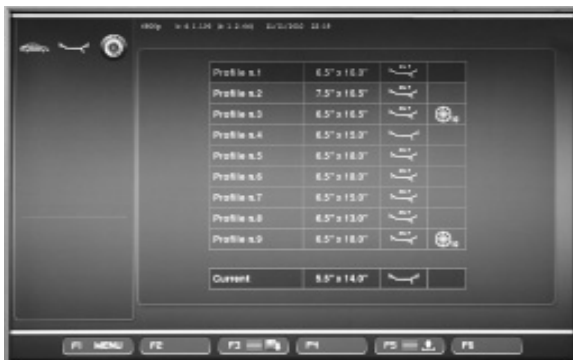 Profile n.1 6.5" x 16.0"
Profile n.2 7.5" x 16.5"
Profile n.3 6.5" x 16.5"
Profile n.4 6.5" x 15.0"
Profile n.5 6.5" x 18.0"
Profile n.6 6.5" x 18.0"
Profile n.7 6.5" x 15.0"
Profile n.8 6.5" x 13.0"
Profile n.9 6.5" x 18.0"
Current 5.5" x 14.0"
F1 MENU F2 F3 F4 F5 F6